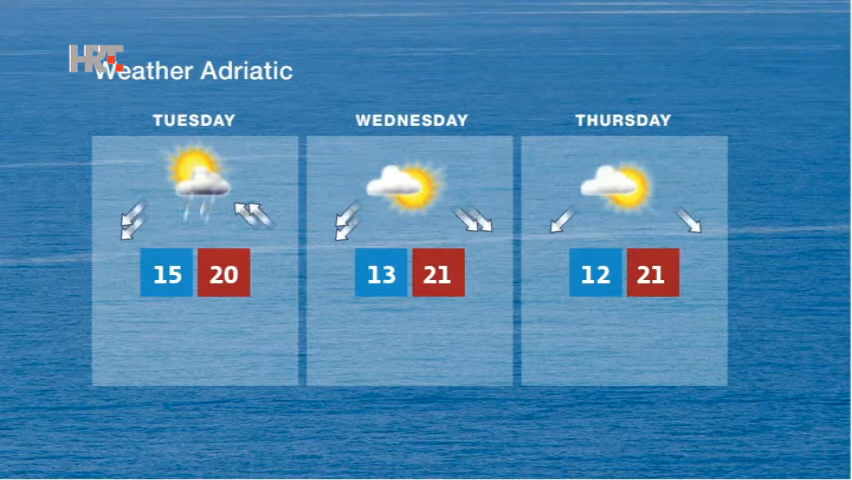 HRT
Weather Adriatic
TUESDAY WEDNESDAY THURSDAY
15 20 13 21 12 21